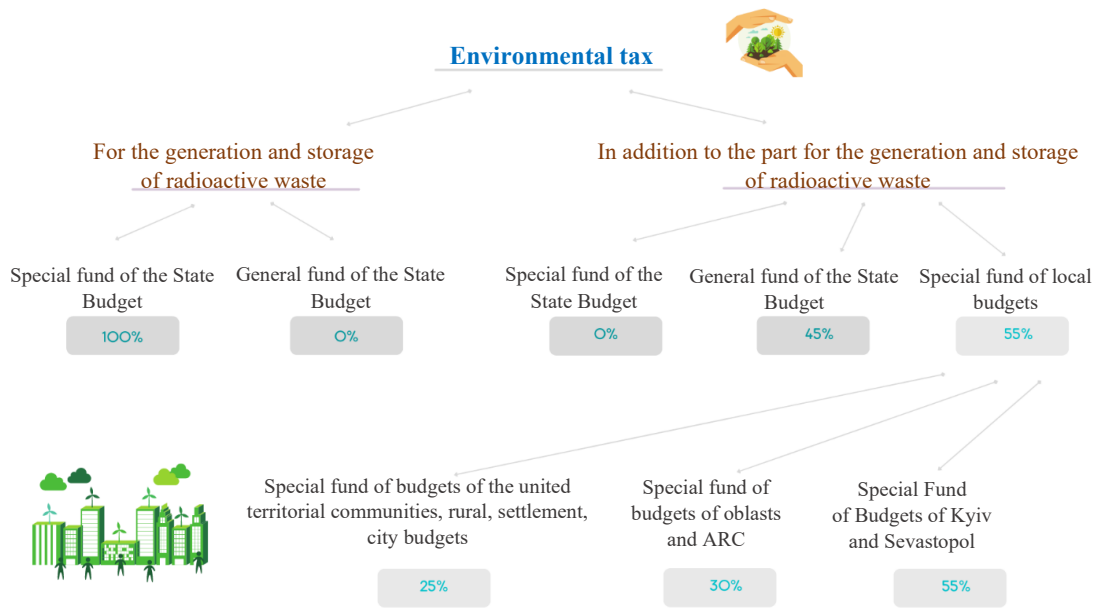 Environmental tax
For the generation and storage
of radioactive waste
In addition to the part for the generation and storage
of radioactive waste
Special fund of the State
Budget
100%
General fund of the State
Budget
0%
Special fund of the
State Budget
0%
General fund of the State
Budget
45%
Special fund of local
budgets
55%
Special fund of budgets of the united
territorial communities, rural, settlement,
city budgets
25%
Special fund of
budgets of oblasts
and ARC
30%
Special Fund
of Budgets of Kyiv
and Sevastopol
55%